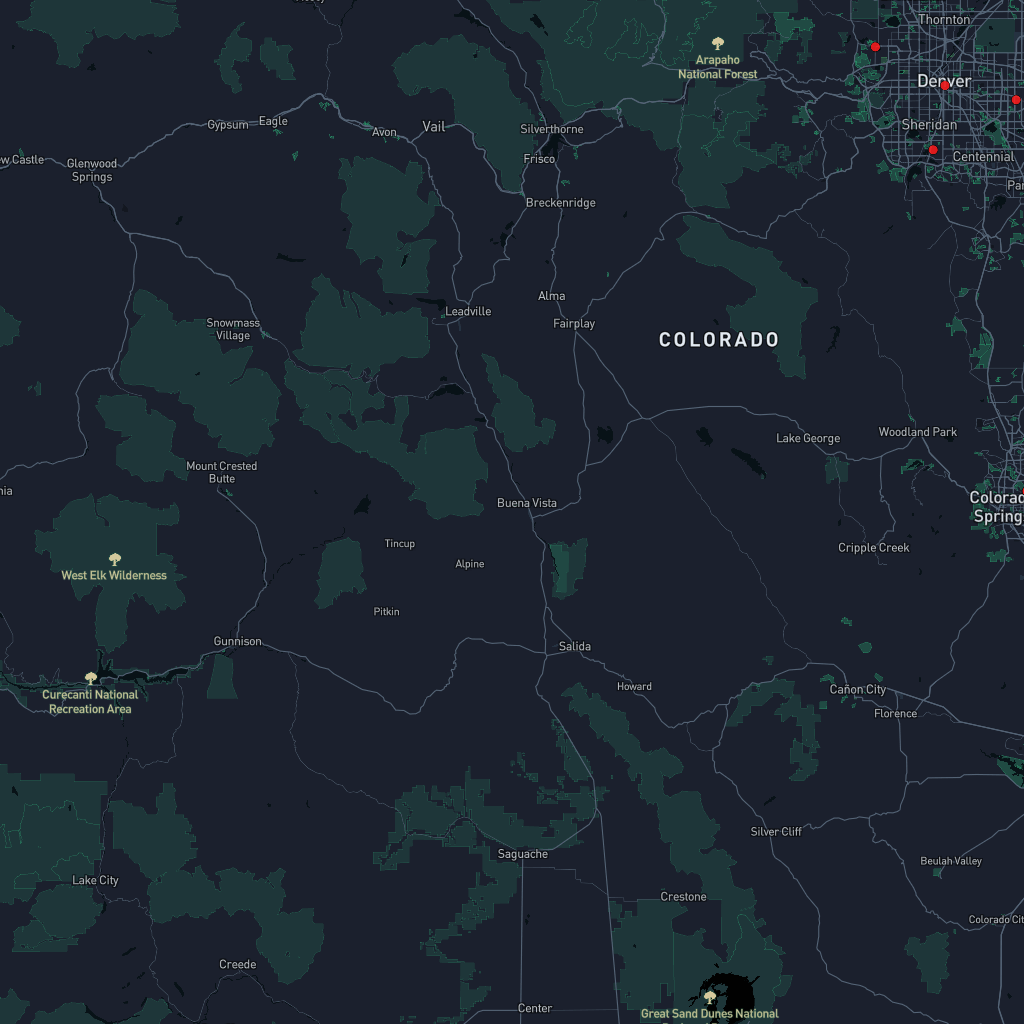 Thornton
Arapaho
National Forest
Denver
Gypsum
Eagle
Avon
Vail
Silverthorne
Sheridan
Centennial
Frisco
Glenwood
Springs
Breckenridge
Alma
Leadville
Snowmass
Village
Fairplay
COLORADO
Lake George
Woodland Park
Mount Crested
Butte
Buena Vista
Colorad
Spring
Tincup
Alpine
Cripple Creek
West Elk Wilderness
Pitkin
Gunnison
Salida
Howard
Curecanti National
Recreation Area
Cañon City
Florence
Silver Cliff
Saguache
Beulah Valley
Lake City
Crestone
Colorado Cit
Creede
Center
Great Sand Dunes National